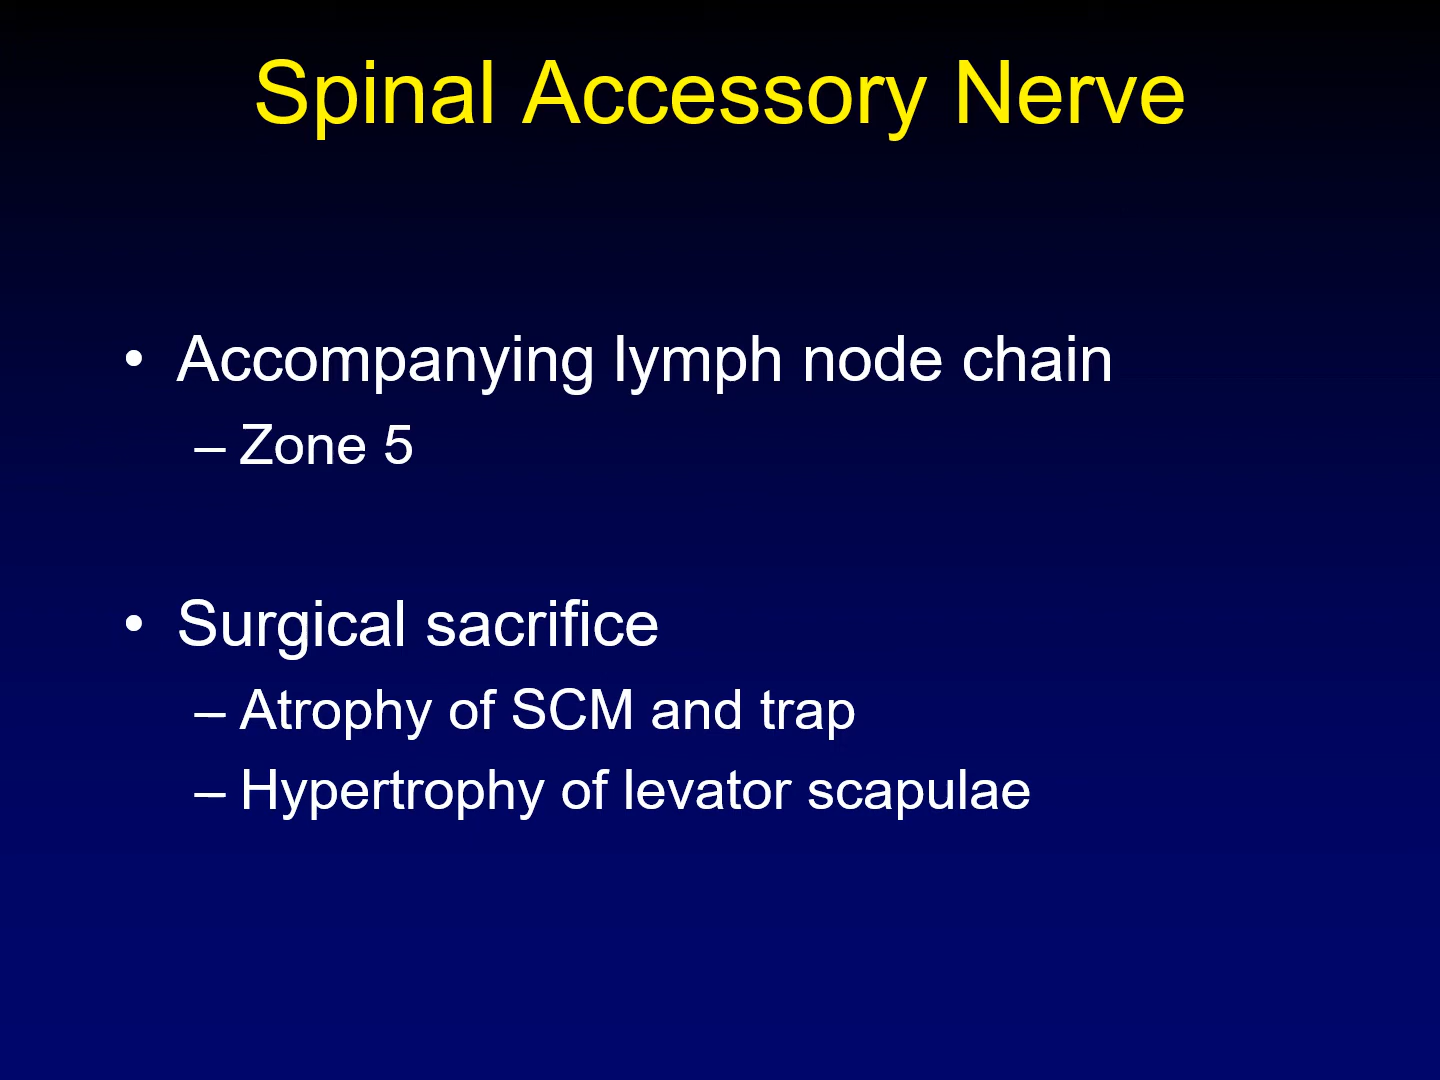 Spinal Accessory Nerve
• Accompanying lymph node chain
– Zone 5
• Surgical sacrifice
– Atrophy of SCM and trap
– Hypertrophy of levator scapulae